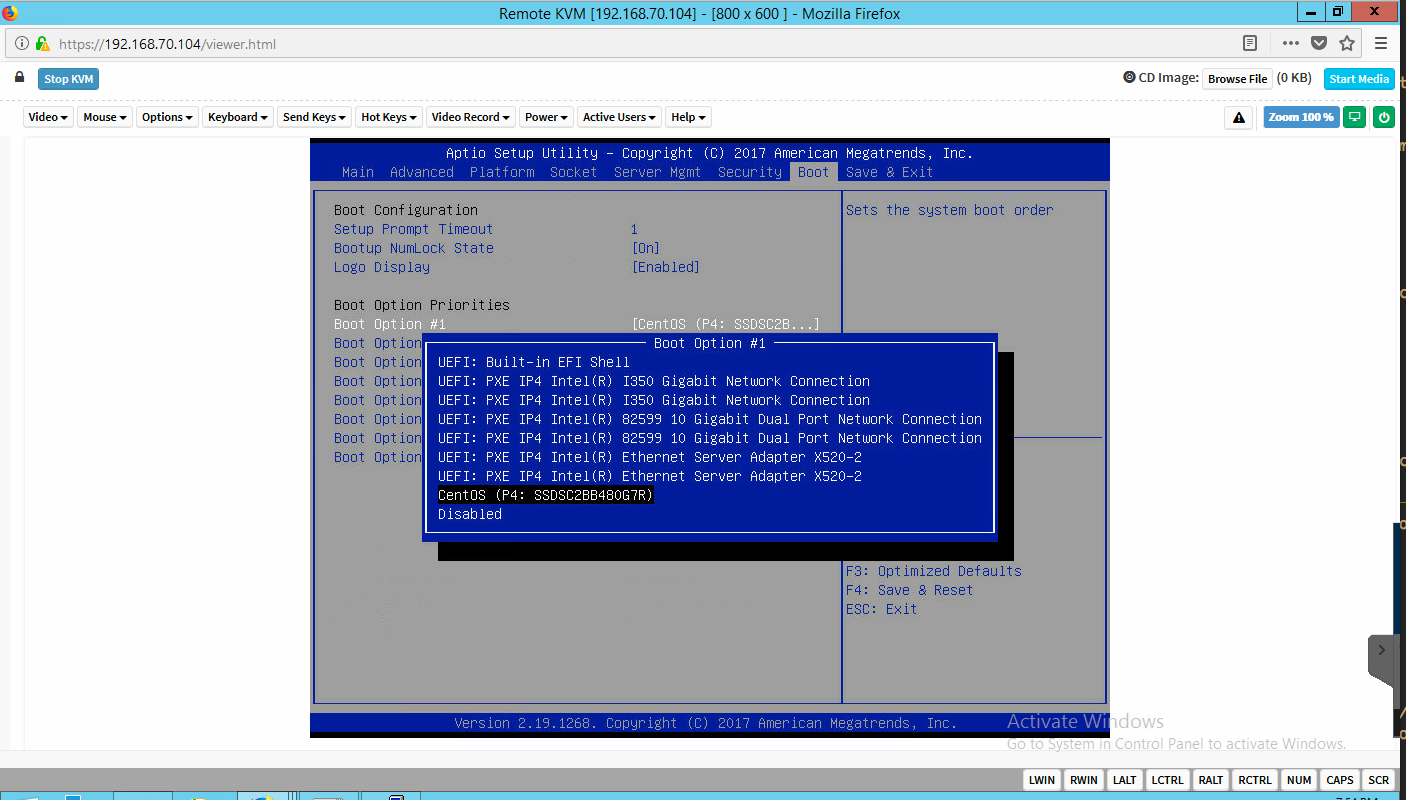 Remote KVM [192.168.70.104] - [800 x 600 ] - Mozilla Firefox
https://192.168.70.104/viewer.html
Stop KVM
CD Image: Browse File (0 KB) Start Media
Video Mouse Options Keyboard Send Keys Hot Keys Video Record Power Active Users Help Zoom 100 %
Aptio Setup Utility – Copyright (C) 2017 American Megatrends, Inc.
Main Advanced Platform Socket Server Mgmt Security Boot Save & Exit
Boot Configuration
Setup Prompt Timeout 1
Bootup NumLock State [On]
Logo Display [Enabled]
Sets the system boot order
Boot Option Priorities
Boot Option #1 [CentOS (P4: SSDSC2B...]
Boot Option
Boot Option
Boot Option
Boot Option
Boot Option
Boot Option
Boot Option
Boot Option #1
UEFI: Built-in EFI Shell
UEFI: PXE IP4 Intel(R) I350 Gigabit Network Connection
UEFI: PXE IP4 Intel(R) I350 Gigabit Network Connection
UEFI: PXE IP4 Intel(R) 82599 10 Gigabit Dual Port Network Connection
UEFI: PXE IP4 Intel(R) 82599 10 Gigabit Dual Port Network Connection
UEFI: PXE IP4 Intel(R) Ethernet Server Adapter X520-2
UEFI: PXE IP4 Intel(R) Ethernet Server Adapter X520-2
CentOS (P4: SSDSC2BB480G7R)
Disabled
F3: Optimized Defaults
F4: Save & Reset
ESC: Exit
Version 2.19.1268. Copyright (C) 2017 American Megatrends, Inc.
Activate Windows
Go to System in Control Panel to activate Windows.
LWIN RWIN LALT LCTRL RALT RCTRL NUM CAPS SCR